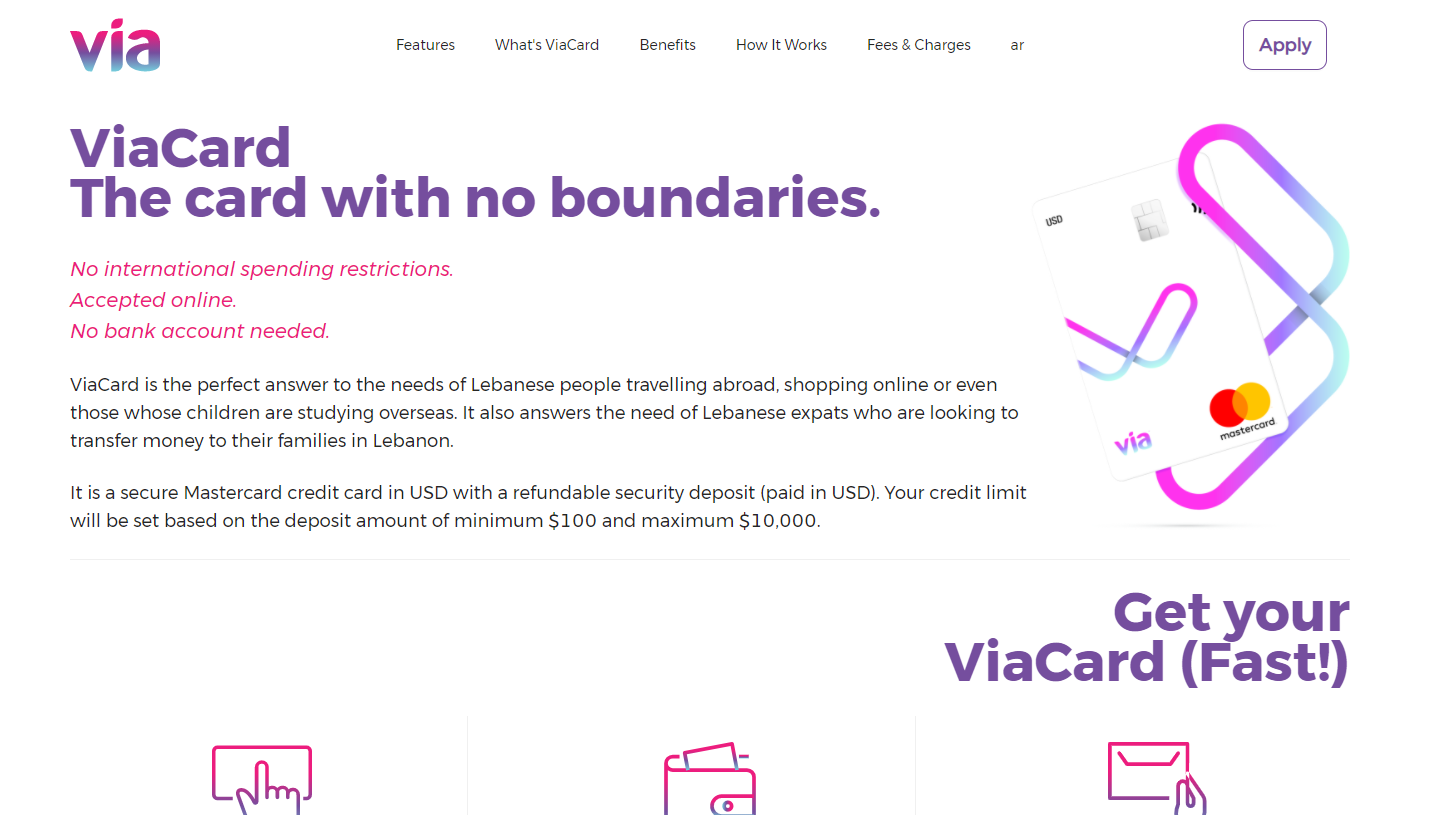 via
Features
What's ViaCard
Benefits
How It Works
Fees & Charges
ar
Apply
ViaCard
The card with no boundaries.
No international spending restrictions.
Accepted online.
No bank account needed.
ViaCard is the perfect answer to the needs of Lebanese people travelling abroad, shopping online or even
those whose children are studying overseas. It also answers the need of Lebanese expats who are looking to
transfer money to their families in Lebanon.
It is a secure Mastercard credit card in USD with a refundable security deposit (paid in USD). Your credit limit
will be set based on the deposit amount of minimum $100 and maximum $10,000.
USD
via
mastercard
Get your
ViaCard (Fast!)